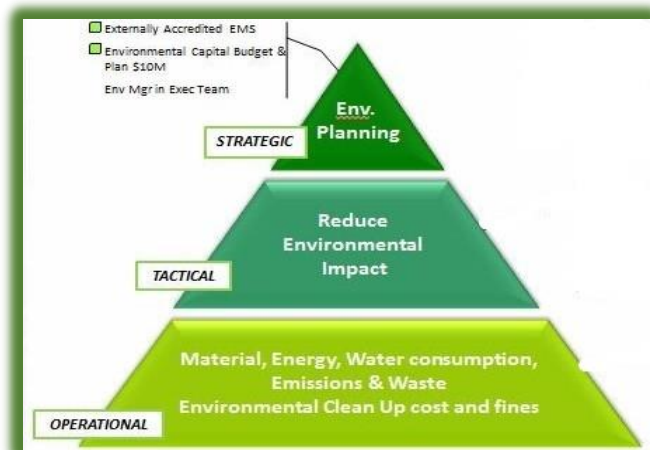 Externally Accredited EMS
Environmental Capital Budget &
Plan $10M
Env Mgr in Exec Team
Env.
Planning
STRATEGIC
Reduce
Environmental
Impact
TACTICAL
Material, Energy, Water consumption,
Emissions & Waste
Environmental Clean Up cost and fines
OPERATIONAL